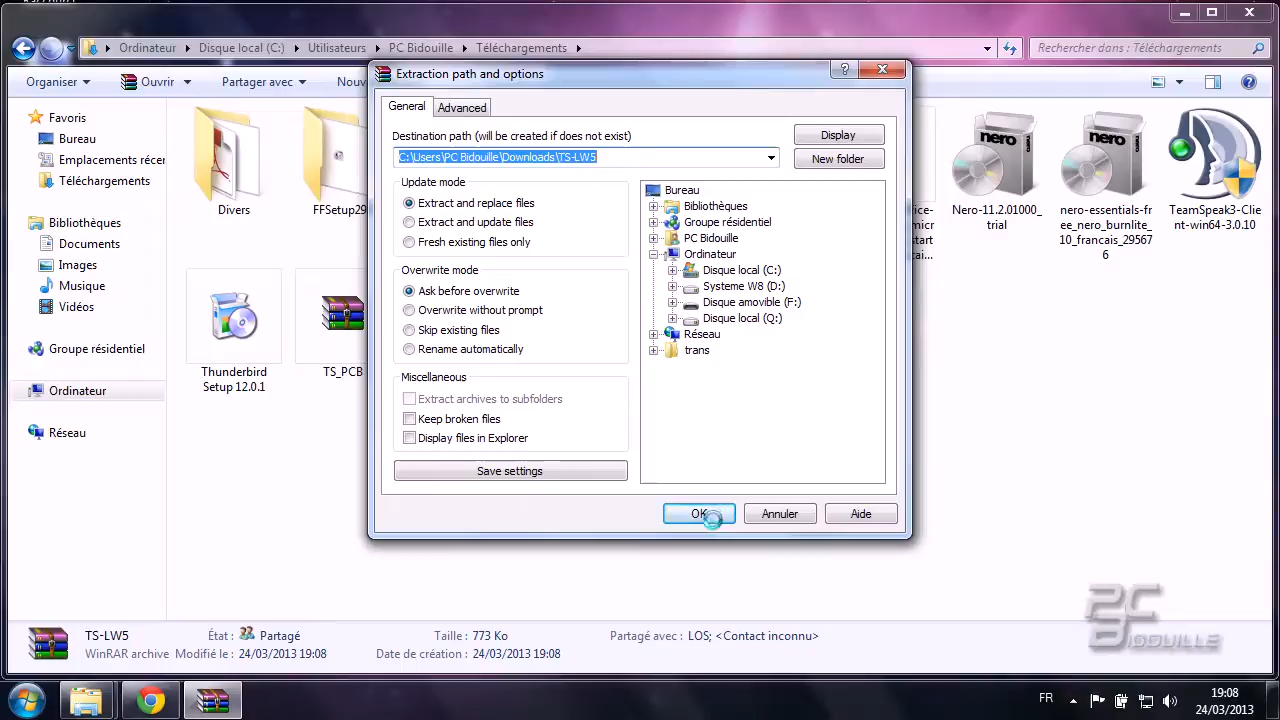 Ordinateur
Disque local (C:)
Utilisateurs
PC Bidouille
Téléchargements
Rechercher dans : Téléchargements
Organiser
Ouvrir
Partager avec
Nouv
Extraction path and options
General
Advanced
Destination path (will be created if does not exist)
C:\Users\PC Bidouille\Downloads\TS-LW5
Display
New folder
Update mode
Extract and replace files
Extract and update files
Fresh existing files only
Overwrite mode
Ask before overwrite
Overwrite without prompt
Skip existing files
Rename automatically
Miscellaneous
Extract archives to subfolders
Keep broken files
Display files in Explorer
Save settings
Bureau
Bibliothèques
Groupe résidentiel
PC Bidouille
Ordinateur
Disque local (C:)
Systeme W8 (D:)
Disque amovible (F:)
Disque local (Q:)
Réseau
trans
OK
Annuler
Aide
Favoris
Bureau
Emplacements récer
Téléchargements
Bibliothèques
Documents
Images
Musique
Vidéos
Groupe résidentiel
Ordinateur
Réseau
Divers
FFSetup29
nero
Nero-11.2.01000_
trial
nero
nero-essentials-fr
ee_nero_burnlite_
10_francais_29567
6
TeamSpeak3-Clie
nt-win64-3.0.10
Thunderbird
Setup 12.0.1
TS_PCB
TS-LW5
WinRAR archive
État :
Partagé
Modifié le :
24/03/2013 19:08
Taille :
773 Ko
Date de création :
24/03/2013 19:08
Partagé avec :
LOS; <Contact inconnu>
PC
BIDOUILLE
FR
19:08
24/03/2013